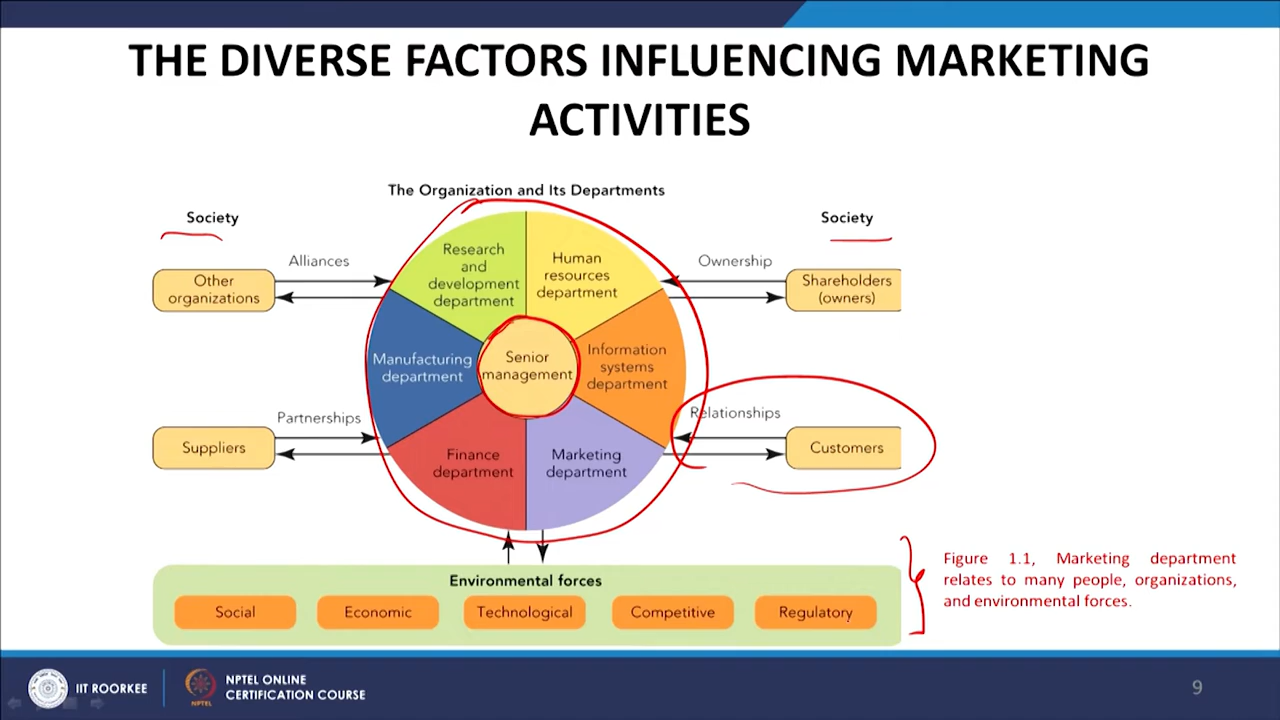 THE DIVERSE FACTORS INFLUENCING MARKETING
ACTIVITIES
The Organization and Its Departments
Society
Society
Alliances
Ownership
Other
organizations
Shareholders
(owners)
Research
and
development
department
Human
resources
department
Manufacturing
department
Senior
management
Information
systems
department
Partnerships
Relationships
Suppliers
Customers
Finance
department
Marketing
department
Environmental forces
Social
Economic
Technological
Competitive
Regulatory
Figure 1.1, Marketing department
relates to many people, organizations,
and environmental forces.
IIT ROORKEE
NPTEL
NPTEL ONLINE
CERTIFICATION COURSE
9